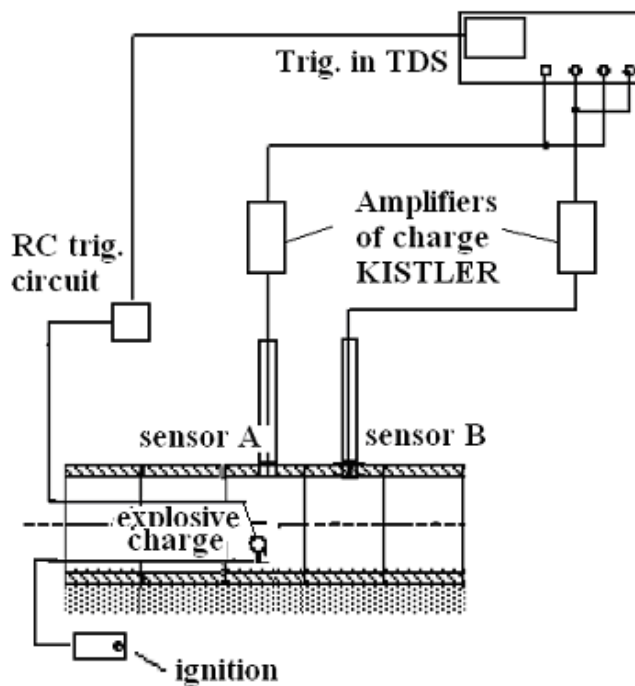 Trig. in TDS
Amplifiers
of charge
KISTLER
RC trig.
circuit
sensor A
sensor B
explosive
charge
ignition